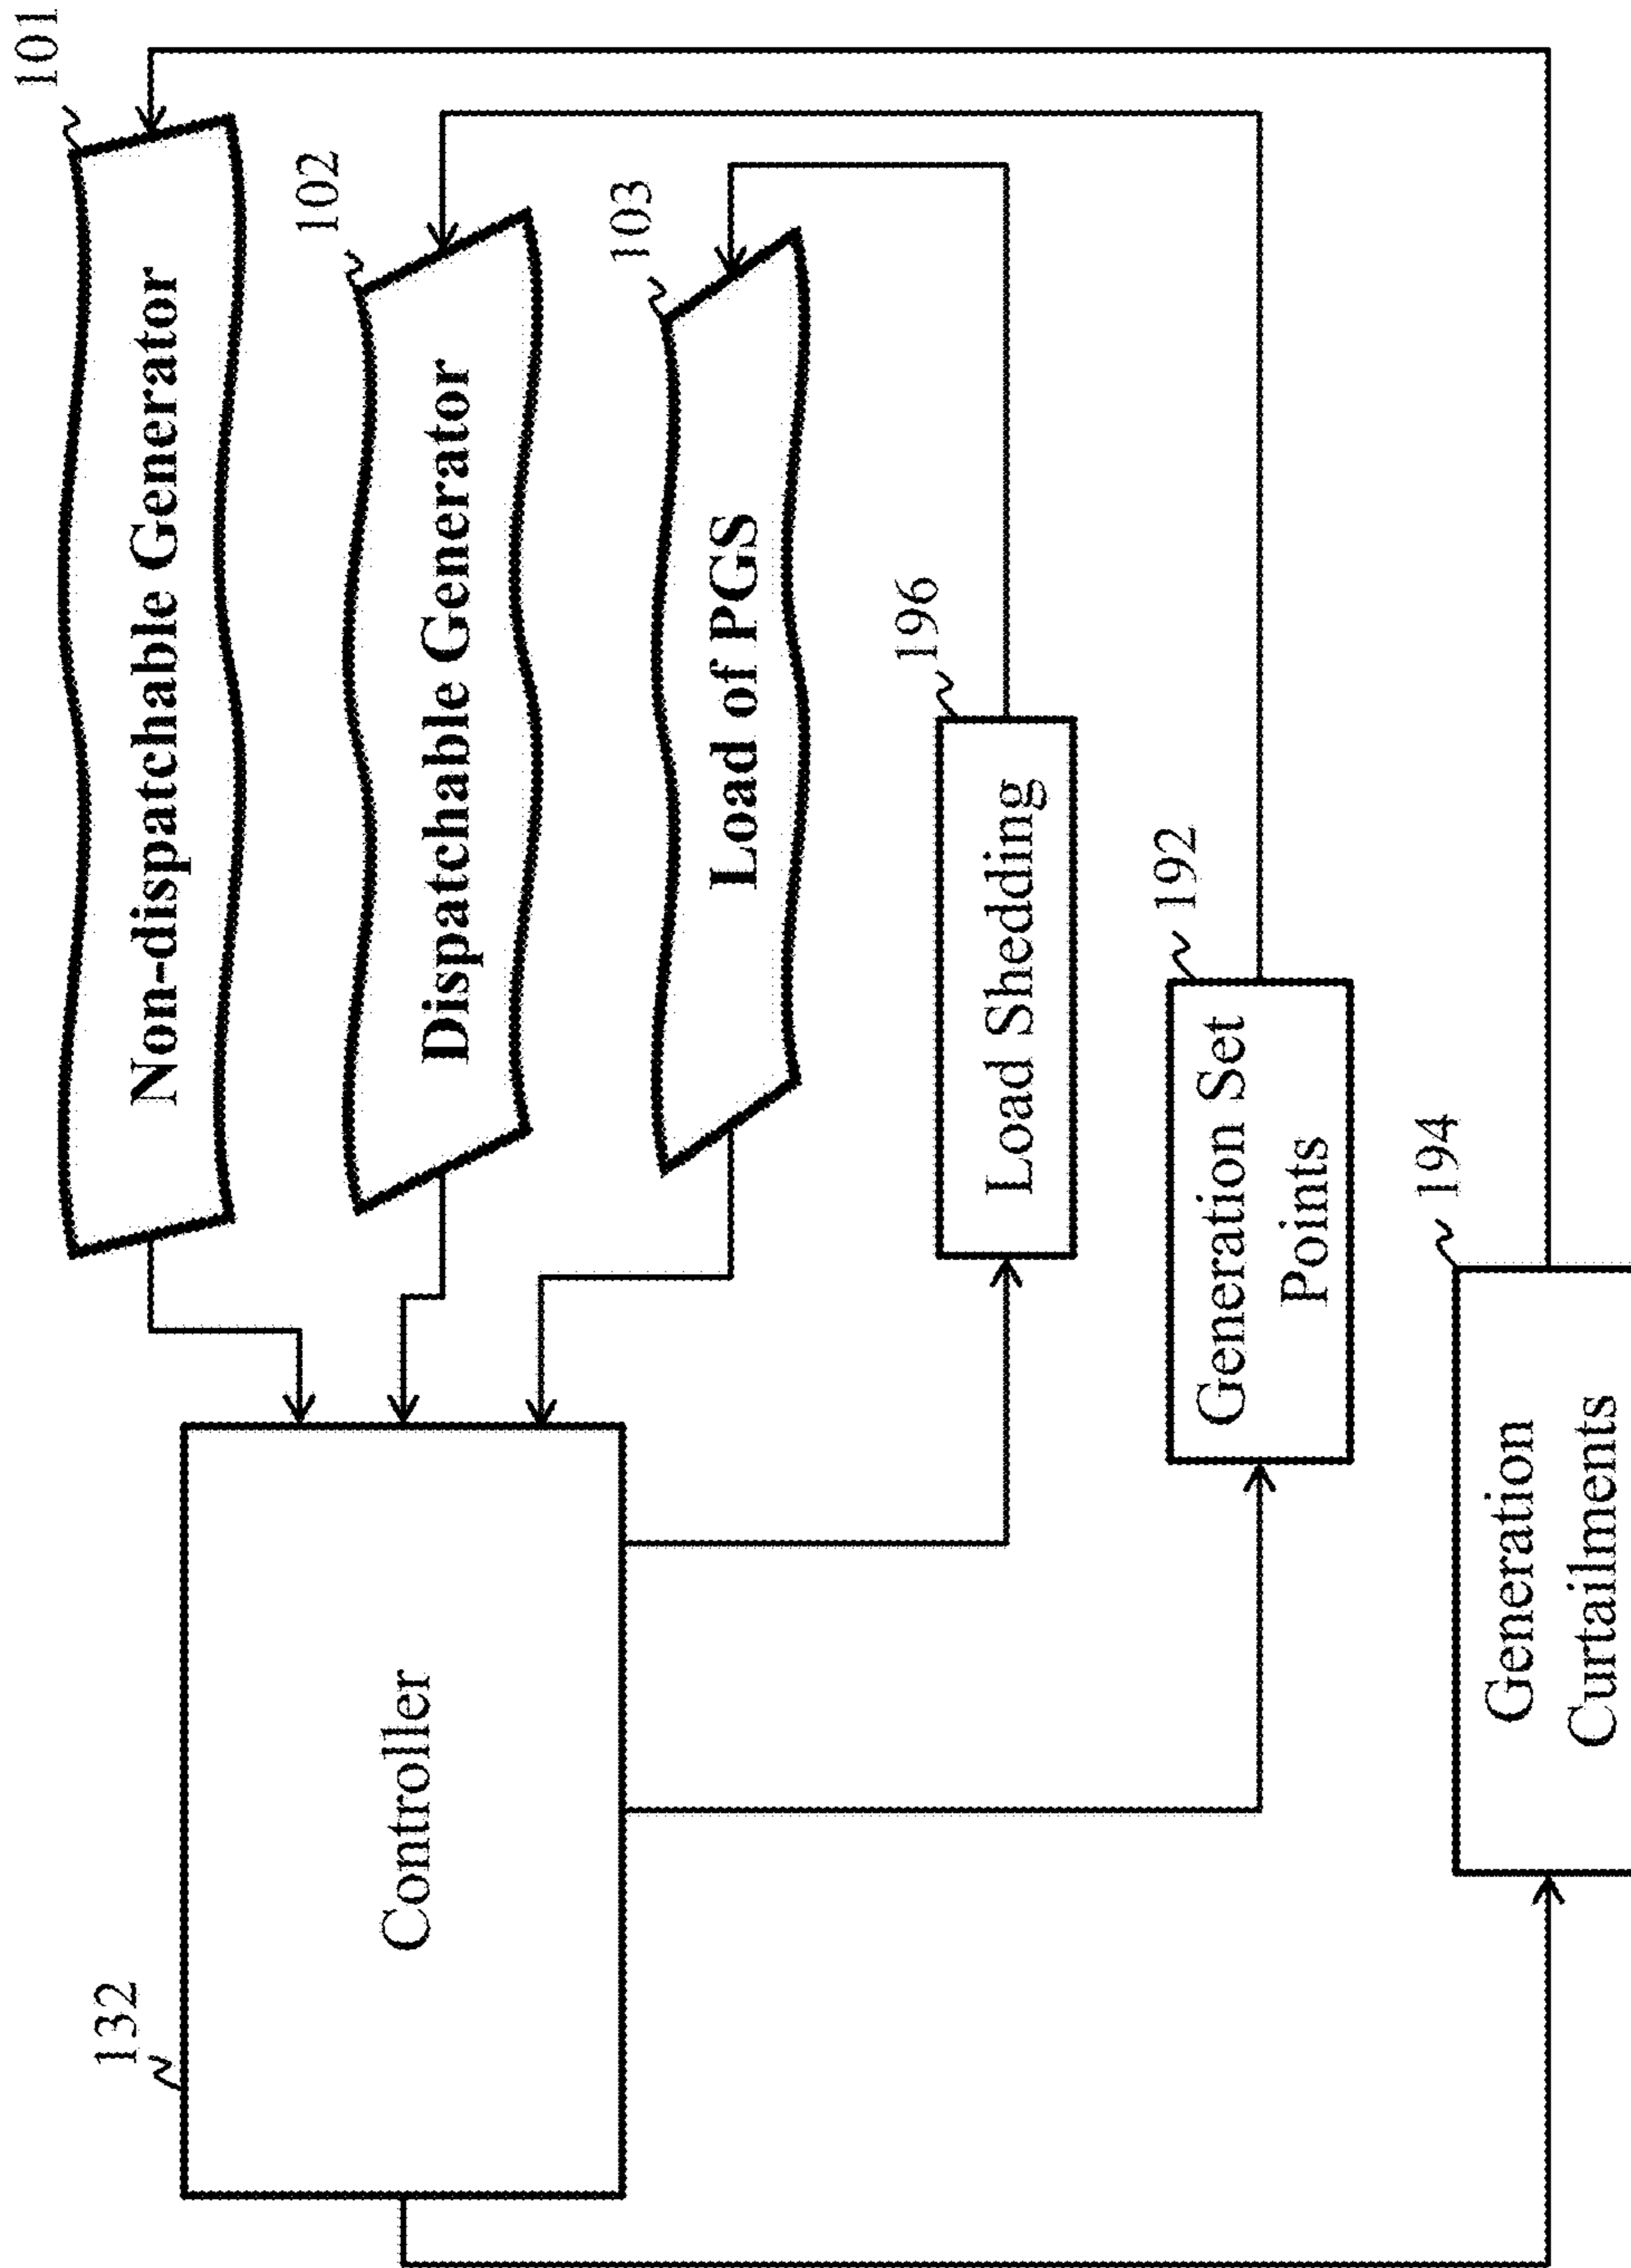 101
Non-dispatchable Generator
102
Dispatchable Generator
103
Load of PGS
132
Controller
196
Load Shedding
192
Generation Set
Points
194
Generation
Curtailments